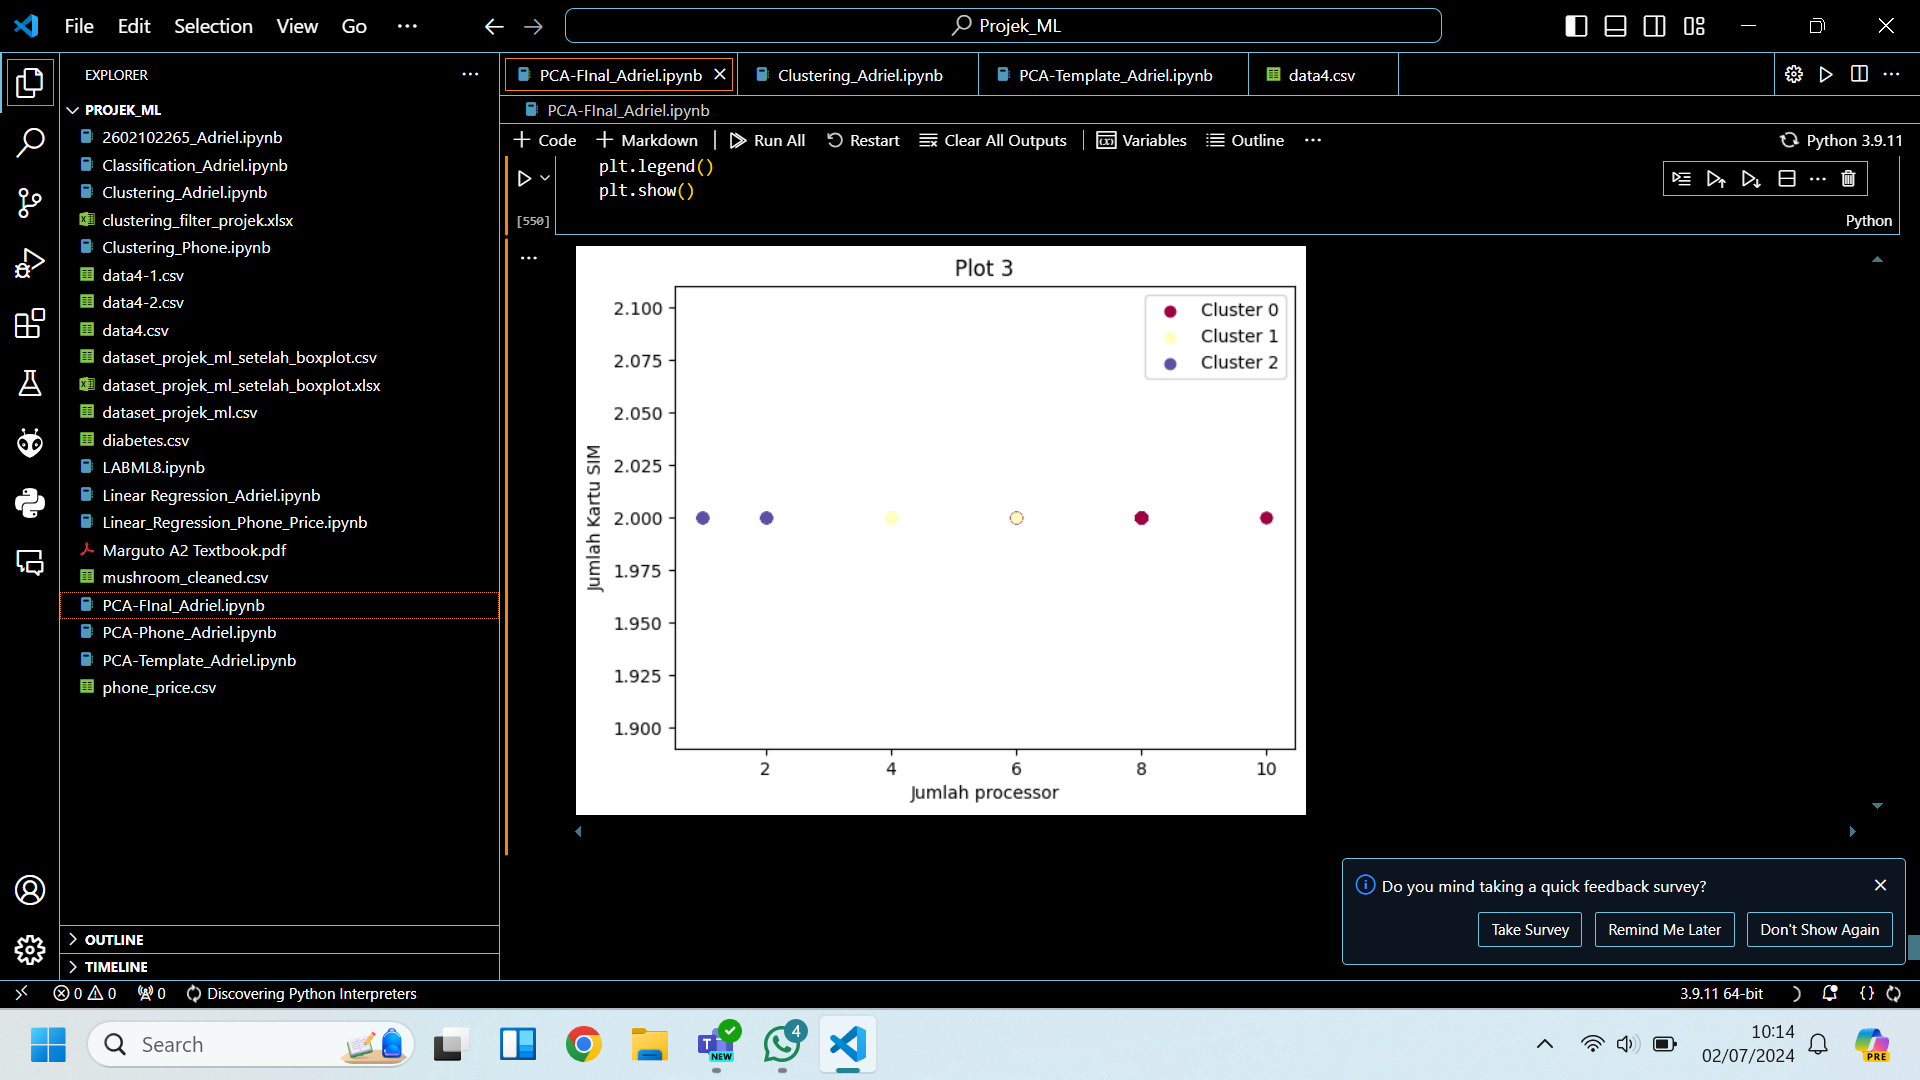 File Edit Selection View Go ···
Projek_ML
EXPLORER
PROJEK_ML
2602102265_Adriel.ipynb
Classification_Adriel.ipynb
Clustering_Adriel.ipynb
clustering_filter_projek.xlsx
Clustering_Phone.ipynb
data4-1.csv
data4-2.csv
data4.csv
dataset_projek_ml_setelah_boxplot.csv
dataset_projek_ml_setelah_boxplot.xlsx
dataset_projek_ml.csv
diabetes.csv
LABML8.ipynb
Linear Regression_Adriel.ipynb
Linear_Regression_Phone_Price.ipynb
Marguto A2 Textbook.pdf
mushroom_cleaned.csv
PCA-FInal_Adriel.ipynb
PCA-Phone_Adriel.ipynb
PCA-Template_Adriel.ipynb
phone_price.csv
OUTLINE
TIMELINE
PCA-FInal_Adriel.ipynb Clustering_Adriel.ipynb PCA-Template_Adriel.ipynb data4.csv
PCA-FInal_Adriel.ipynb
Code Markdown Run All Restart Clear All Outputs Variables Outline ··· Python 3.9.11
plt.legend()
plt.show()
[550]
Python
Plot 3
Cluster 0
Cluster 1
Cluster 2
2.100
2.075
2.050
2.025
2.000
1.975
1.950
1.925
1.900
Jumlah Kartu SIM
2 4 6 8 10
Jumlah processor
Do you mind taking a quick feedback survey?
Take Survey Remind Me Later Don't Show Again
0 0 0 Discovering Python Interpreters 3.9.11 64-bit
Search
NEW
4
10:14
02/07/2024
PRE